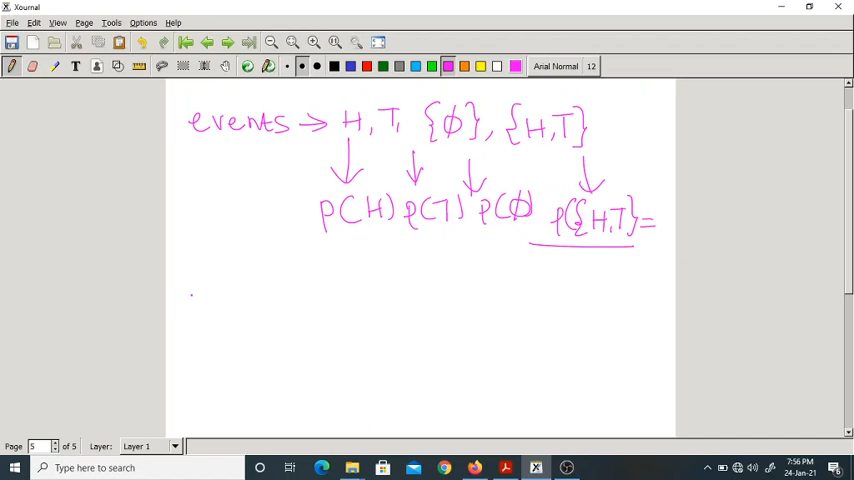 Xournal
File Edit View Page Tools Options Help
Arial Normal 12
events → H, T, {ϕ}, {H,T}
P(H) P(T) P(ϕ) P({H,T}=
Page 5 of 5 Layer: Layer 1
Type here to search
7:56 PM
24-Jan-21
6